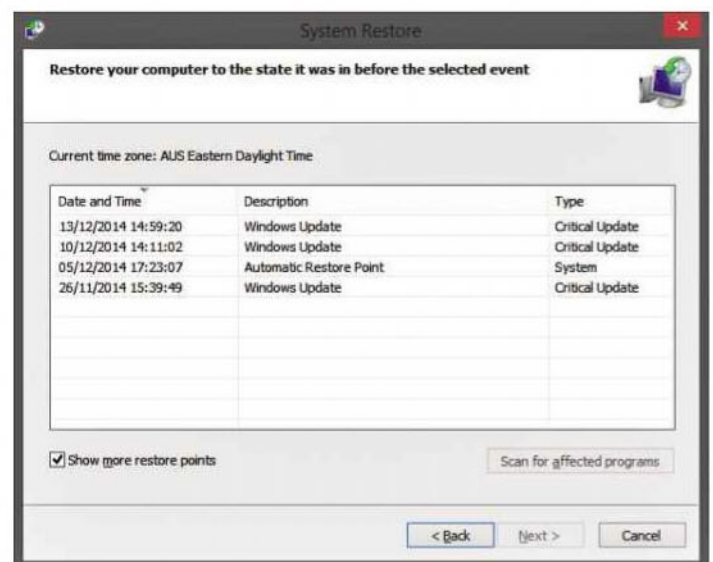 System Restore
Restore your computer to the state it was in before the selected event
Current time zone: AUS Eastern Daylight Time
Date and Time Description Type
13/12/2014 14:59:20 Windows Update Critical Update
10/12/2014 14:11:02 Windows Update Critical Update
05/12/2014 17:23:07 Automatic Restore Point System
26/11/2014 15:39:49 Windows Update Critical Update
Show more restore points Scan for affected programs
< Back Next > Cancel